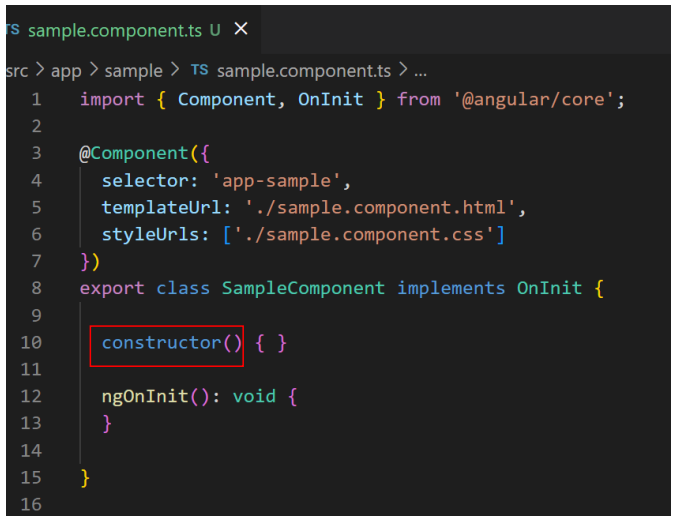 TS sample.component.ts U ×
src > app > sample > TS sample.component.ts > ...
1 import { Component, OnInit } from '@angular/core';
2
3 @Component({
4 selector: 'app-sample',
5 templateUrl: './sample.component.html',
6 styleUrls: ['./sample.component.css']
7 })
8 export class SampleComponent implements OnInit {
9
10 constructor() { }
11
12 ngOnInit(): void {
13 }
14
15 }
16